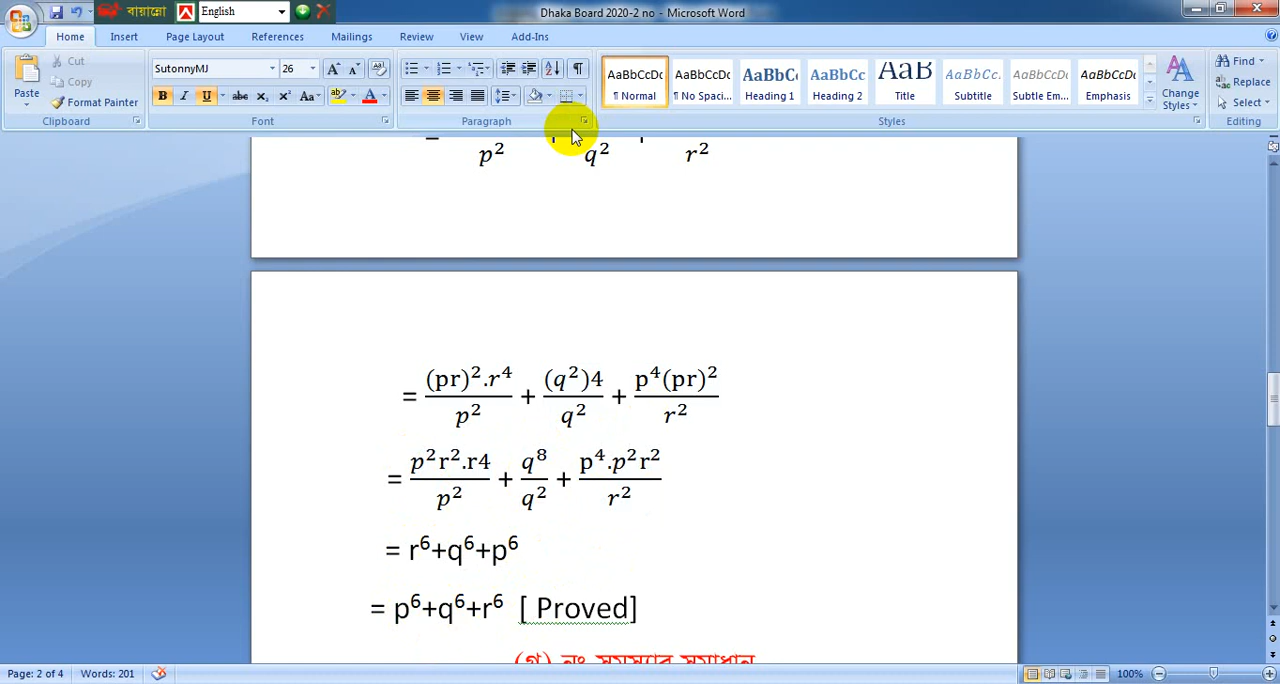 বায়ান্নো English Dhaka Board 2020-2 no - Microsoft Word
Home Insert Page Layout References Mailings Review View Add-Ins
Paste Cut Copy Format Painter Clipboard
SutonnyMJ 26 Font
Paragraph
AaBbCcDc AaBbCcDc AaBbCc AaBbCc AaB AaBbCc. AaBbCcDc AaBbCcDc
¶ Normal ¶ No Spaci... Heading 1 Heading 2 Title Subtitle Subtle Em... Emphasis
Change Styles Styles
Find Replace Select Editing
p² q² r²
= (pr)².r⁴/p² + (q²)4/q² + p⁴(pr)²/r²
= p²r².r4/p² + q⁸/q² + p⁴.p²r²/r²
= r⁶+q⁶+p⁶
= p⁶+q⁶+r⁶ [ Proved]
(গ) নং সমস্যার সমাধান
Page: 2 of 4 Words: 201 100%